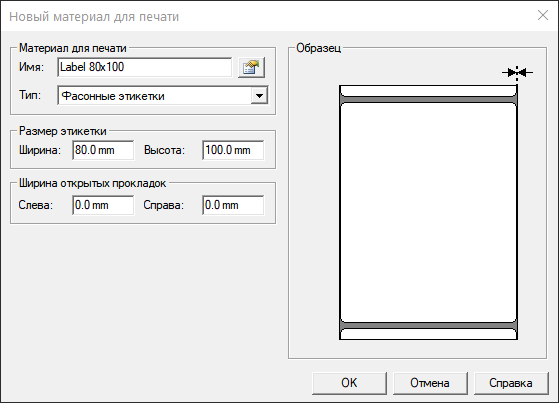 Новый материал для печати
Материал для печати
Имя: Label 80x100
Тип: Фасонные этикетки
Размер этикетки
Ширина: 80.0 mm Высота: 100.0 mm
Ширина открытых прокладок
Слева: 0.0 mm Справа: 0.0 mm
Образец
OK Отмена Справка